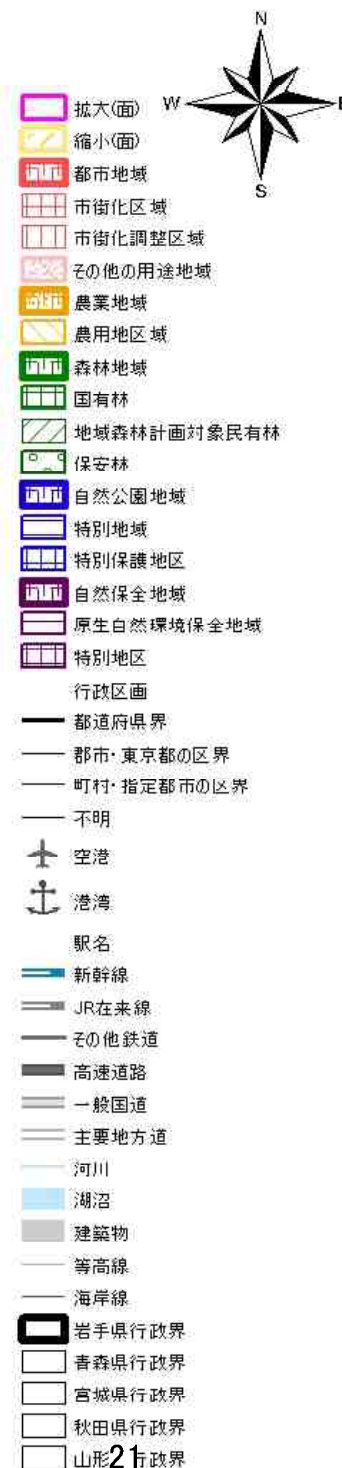 N
W
E
S
拡大(面)
縮小(面)
都市地域
市街化区域
市街化調整区域
その他の用途地域
農業地域
農用地区域
森林地域
国有林
地域森林計画対象民有林
保安林
自然公園地域
特別地域
特別保護地区
自然保全地域
原生自然環境保全地域
特別地区
行政区画
都道府県界
郡市・東京都の区界
町村・指定都市の区界
不明
空港
港湾
駅名
新幹線
JR在来線
その他鉄道
高速道路
一般国道
主要地方道
河川
湖沼
建築物
等高線
海岸線
岩手県行政界
青森県行政界
宮城県行政界
秋田県行政界
山形21行政界